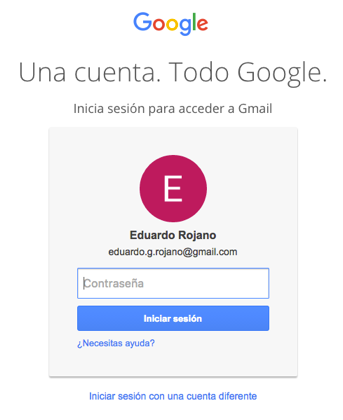 Google
Una cuenta. Todo Google.
Inicia sesión para acceder a Gmail
E
Eduardo Rojano
eduardo.g.rojano@gmail.com
Contraseña
Iniciar sesión
¿Necesitas ayuda?
Iniciar sesión con una cuenta diferente